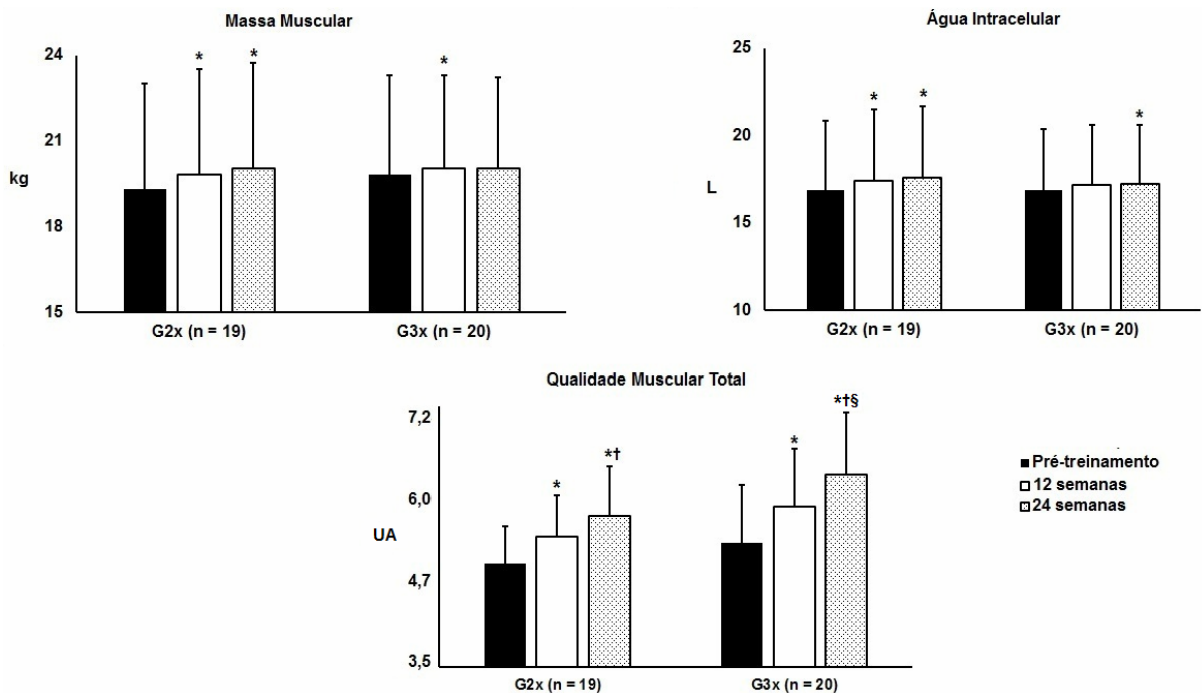 Massa Muscular
24
21
kg
18
15
* * *
G2x (n = 19) G3x (n = 20)
Água Intracelular
25
20
L
15
10
* * *
G2x (n = 19) G3x (n = 20)
Qualidade Muscular Total
7,2
6,0
UA
4,7
3,5
* *† * *†§
G2x (n = 19) G3x (n = 20)
Pré-treinamento
12 semanas
24 semanas